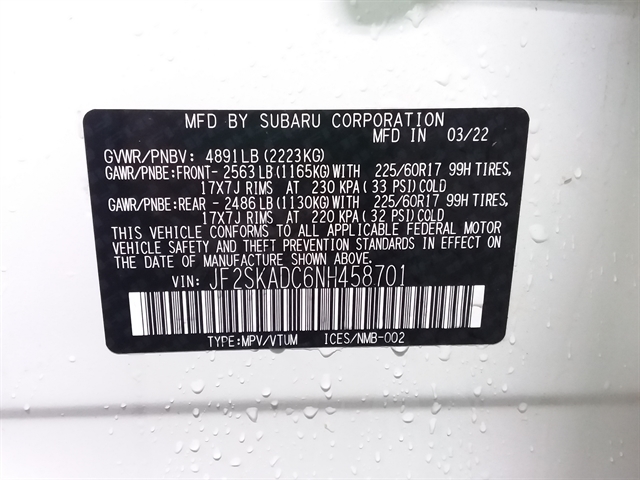 MFD BY SUBARU CORPORATION
MFD IN 03/22
GVWR/PNBV: 4891LB(2223KG)
GAWR/PNBE:FRONT- 2563LB(1165KG)WITH 225/60R17 99H TIRES,
17X7J RIMS AT 230 KPA(33 PSI)COLD
GAWR/PNBE:REAR - 2486LB(1130KG)WITH 225/60R17 99H TIRES,
17X7J RIMS AT 220 KPA(32 PSI)COLD
THIS VEHICLE CONFORMS TO ALL APPLICABLE FEDERAL MOTOR
VEHICLE SAFETY AND THEFT PREVENTION STANDARDS IN EFFECT ON
THE DATE OF MANUFACTURE SHOWN ABOVE.
VIN: JF2SKADC6NH458701
TYPE:MPV/VTUM ICES/NMB-002